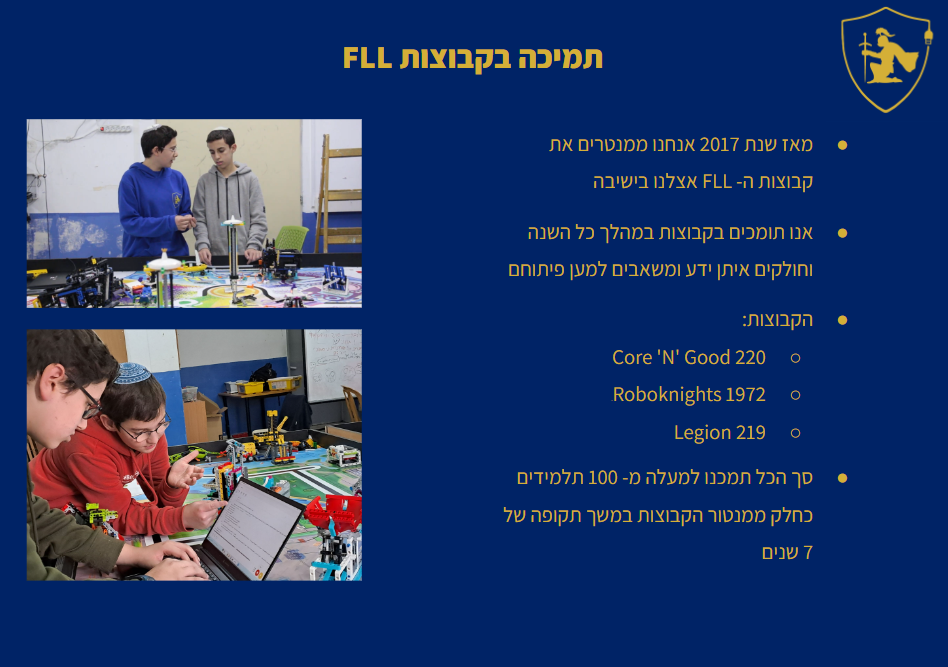 תמיכה בקבוצות FLL
● מאז שנת 2017 אנחנו ממנטרים את
קבוצות ה- FLL אצלנו בישיבה
● אנו תומכים בקבוצות במהלך כל השנה
וחולקים איתן ידע ומשאבים למען פיתוחם
● הקבוצות:
○ Core 'N' Good 220
○ Roboknights 1972
○ Legion 219
● סך הכל תמכנו למעלה מ- 100 תלמידים
כחלק ממנטור הקבוצות במשך תקופה של
7 שנים